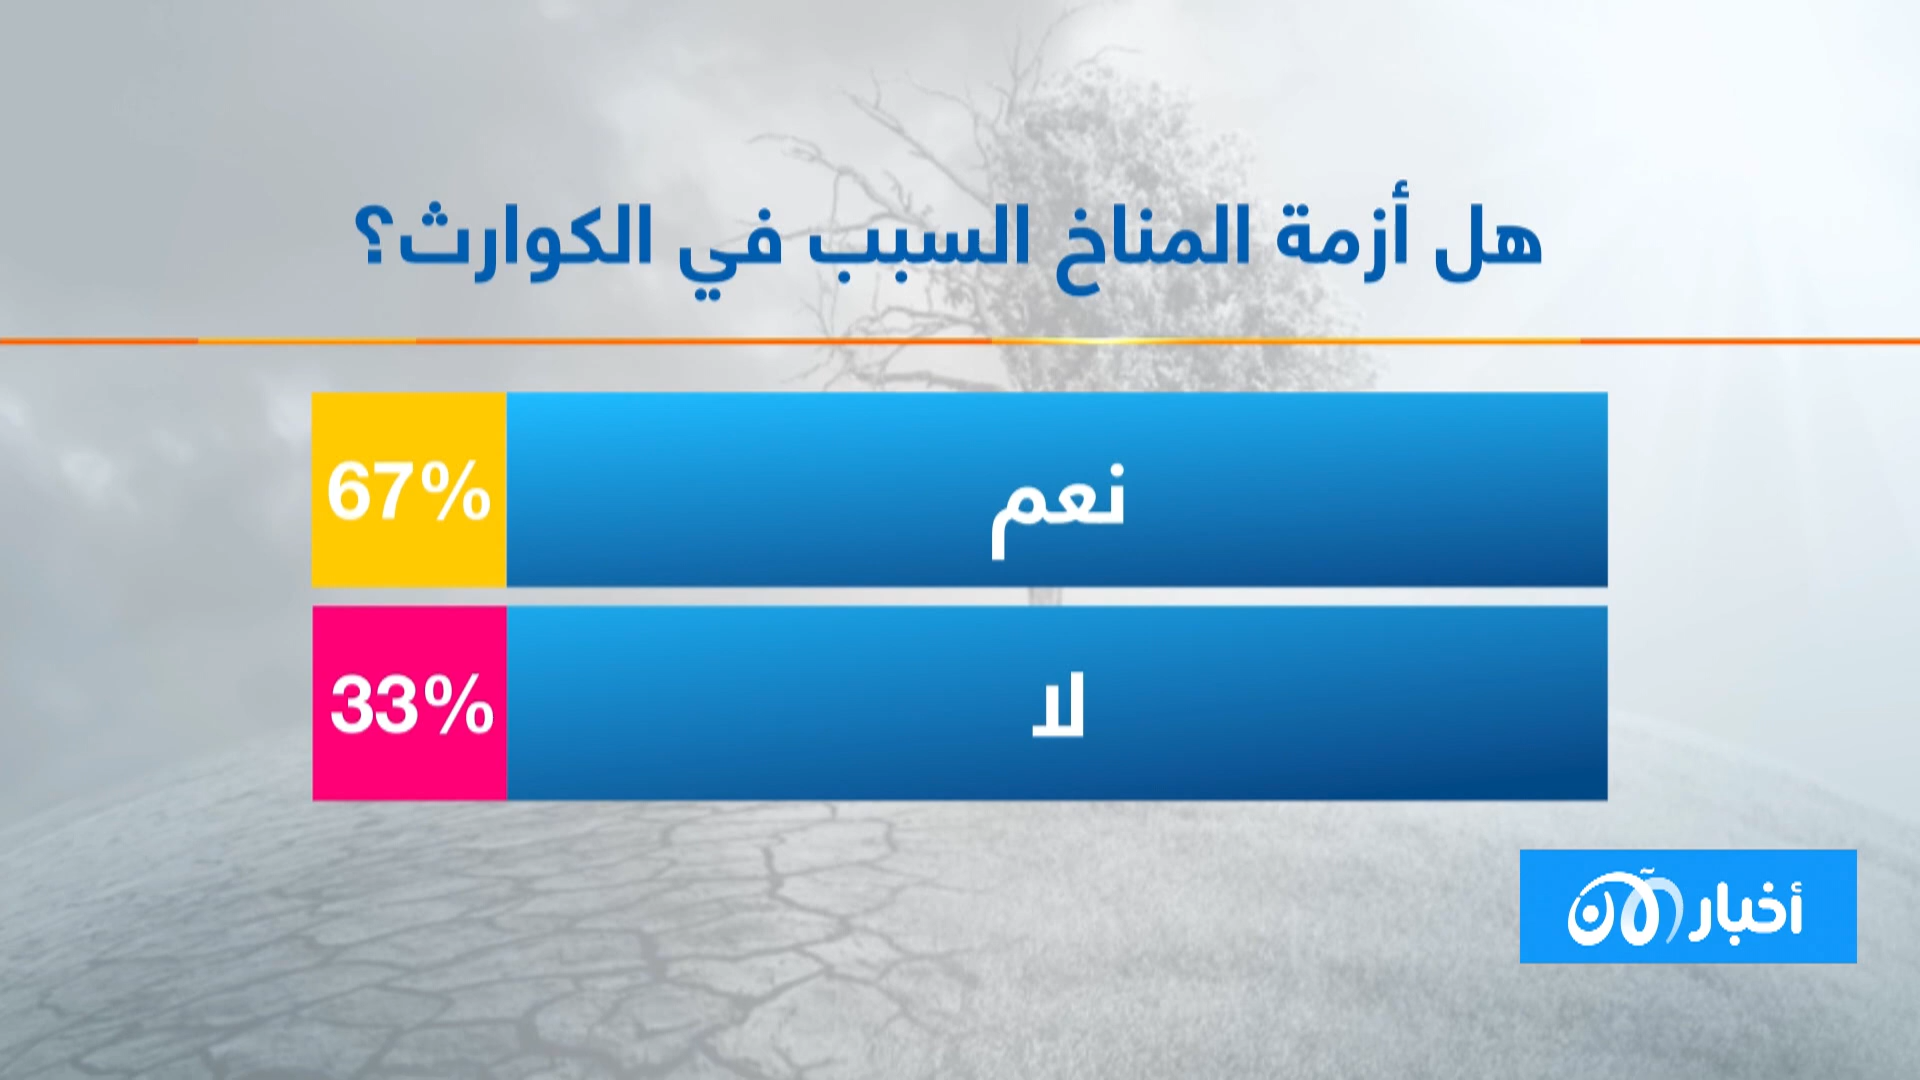 هل أزمة المناخ السبب في الكوارث؟
نعم 67%
لا 33%
أخبار الآن